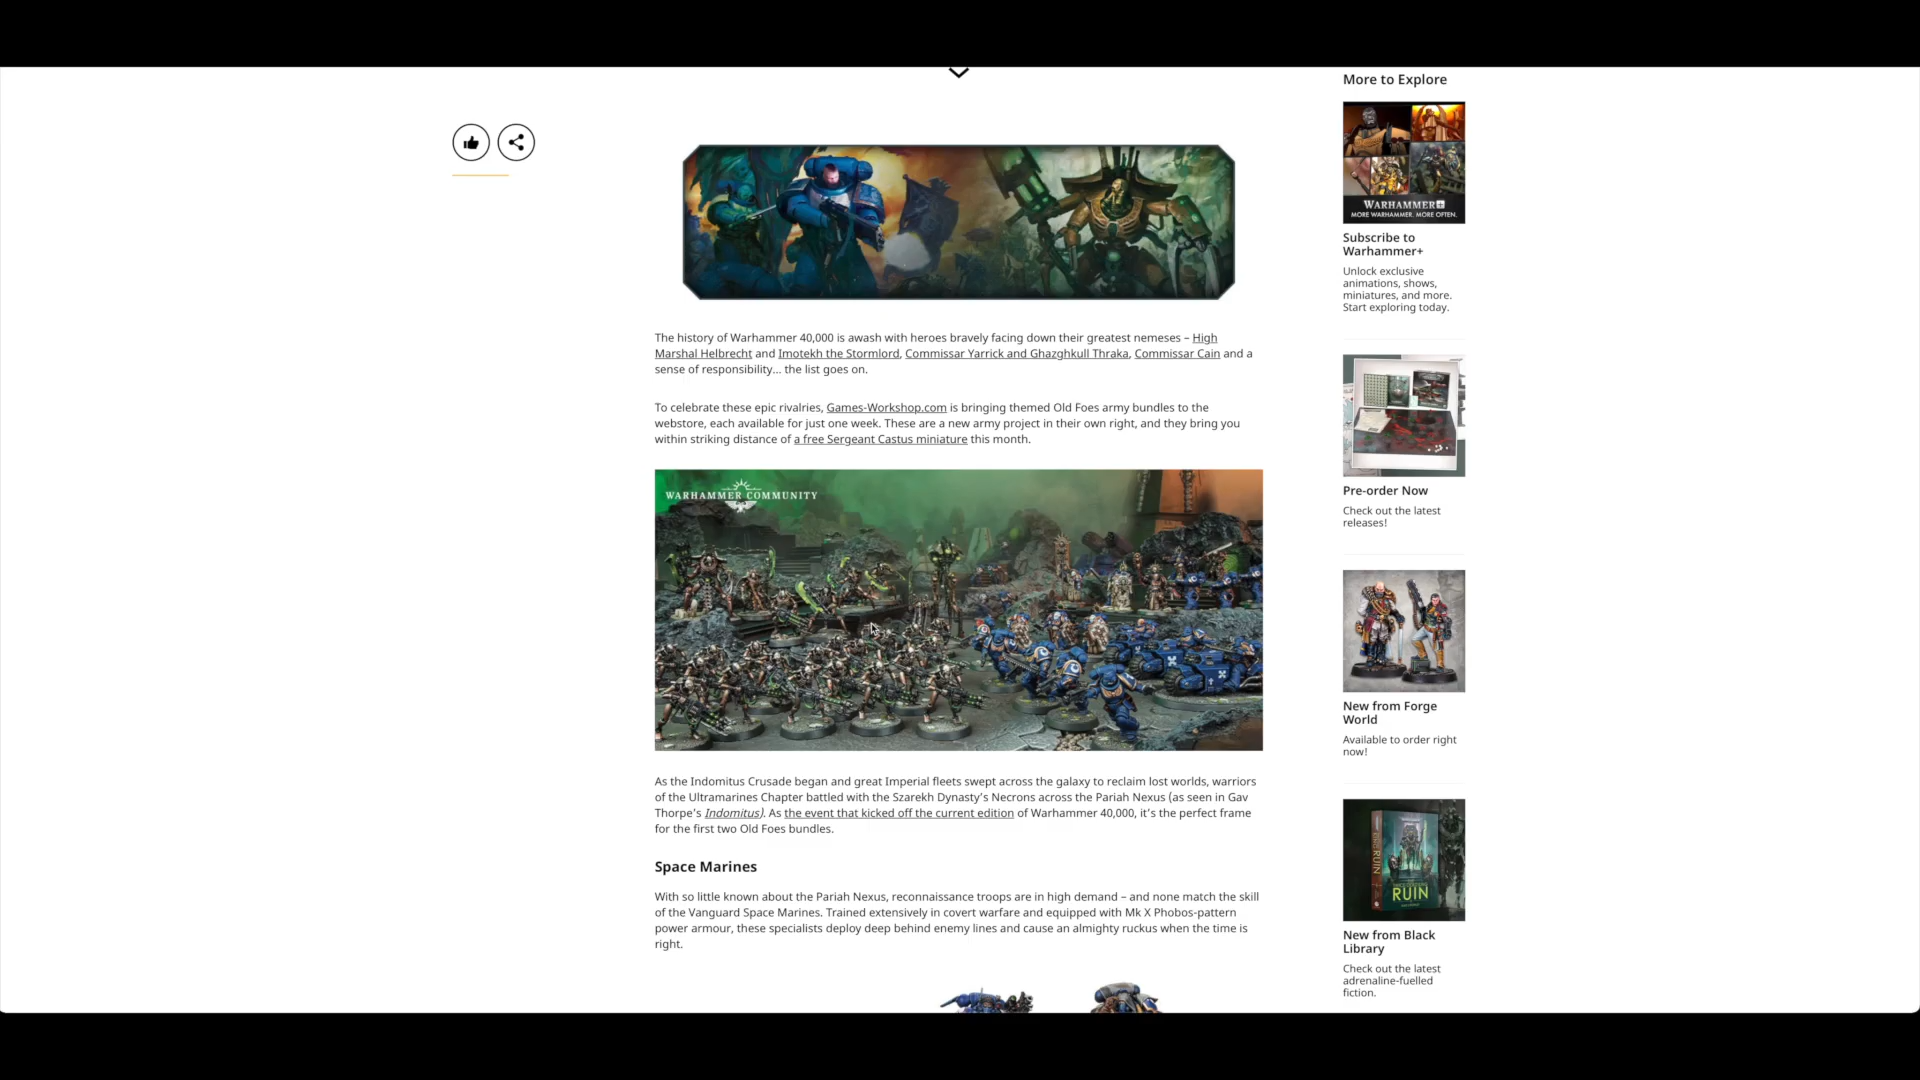 The history of Warhammer 40,000 is awash with heroes bravely facing down their greatest nemeses – High
Marshal Helbrecht and Imotekh the Stormlord, Commissar Yarrick and Ghazghkull Thraka, Commissar Cain and a
sense of responsibility... the list goes on.
To celebrate these epic rivalries, Games-Workshop.com is bringing themed Old Foes army bundles to the
webstore, each available for just one week. These are a new army project in their own right, and they bring you
within striking distance of a free Sergeant Castus miniature this month.
WARHAMMER COMMUNITY
As the Indomitus Crusade began and great Imperial fleets swept across the galaxy to reclaim lost worlds, warriors
of the Ultramarines Chapter battled with the Szarekh Dynasty's Necrons across the Pariah Nexus (as seen in Gav
Thorpe's Indomitus). As the event that kicked off the current edition of Warhammer 40,000, it's the perfect frame
for the first two Old Foes bundles.
Space Marines
With so little known about the Pariah Nexus, reconnaissance troops are in high demand – and none match the skill
of the Vanguard Space Marines. Trained extensively in covert warfare and equipped with Mk X Phobos-pattern
power armour, these specialists deploy deep behind enemy lines and cause an almighty ruckus when the time is
right.
More to Explore
WARHAMMER+
MORE WARHAMMER. MORE OFTEN.
Subscribe to
Warhammer+
Unlock exclusive
animations, shows,
miniatures, and more.
Start exploring today.
Pre-order Now
Check out the latest
releases!
New from Forge
World
Available to order right
now!
RUIN
RUIN
New from Black
Library
Check out the latest
adrenaline-fuelled
fiction.